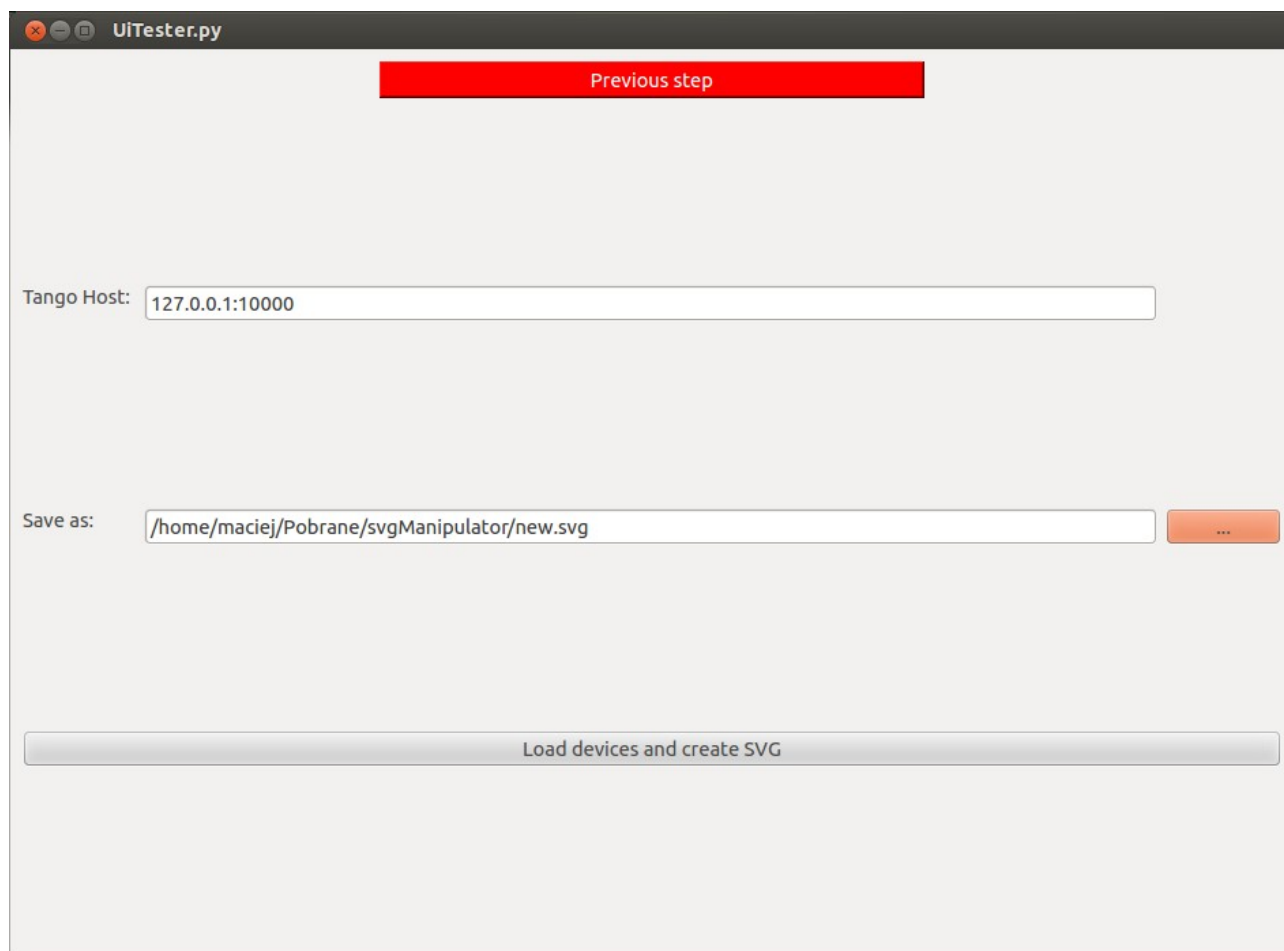 UiTester.py
Previous step
Tango Host: 127.0.0.1:10000
Save as: /home/maciej/Pobrane/svgManipulator/new.svg ...
Load devices and create SVG